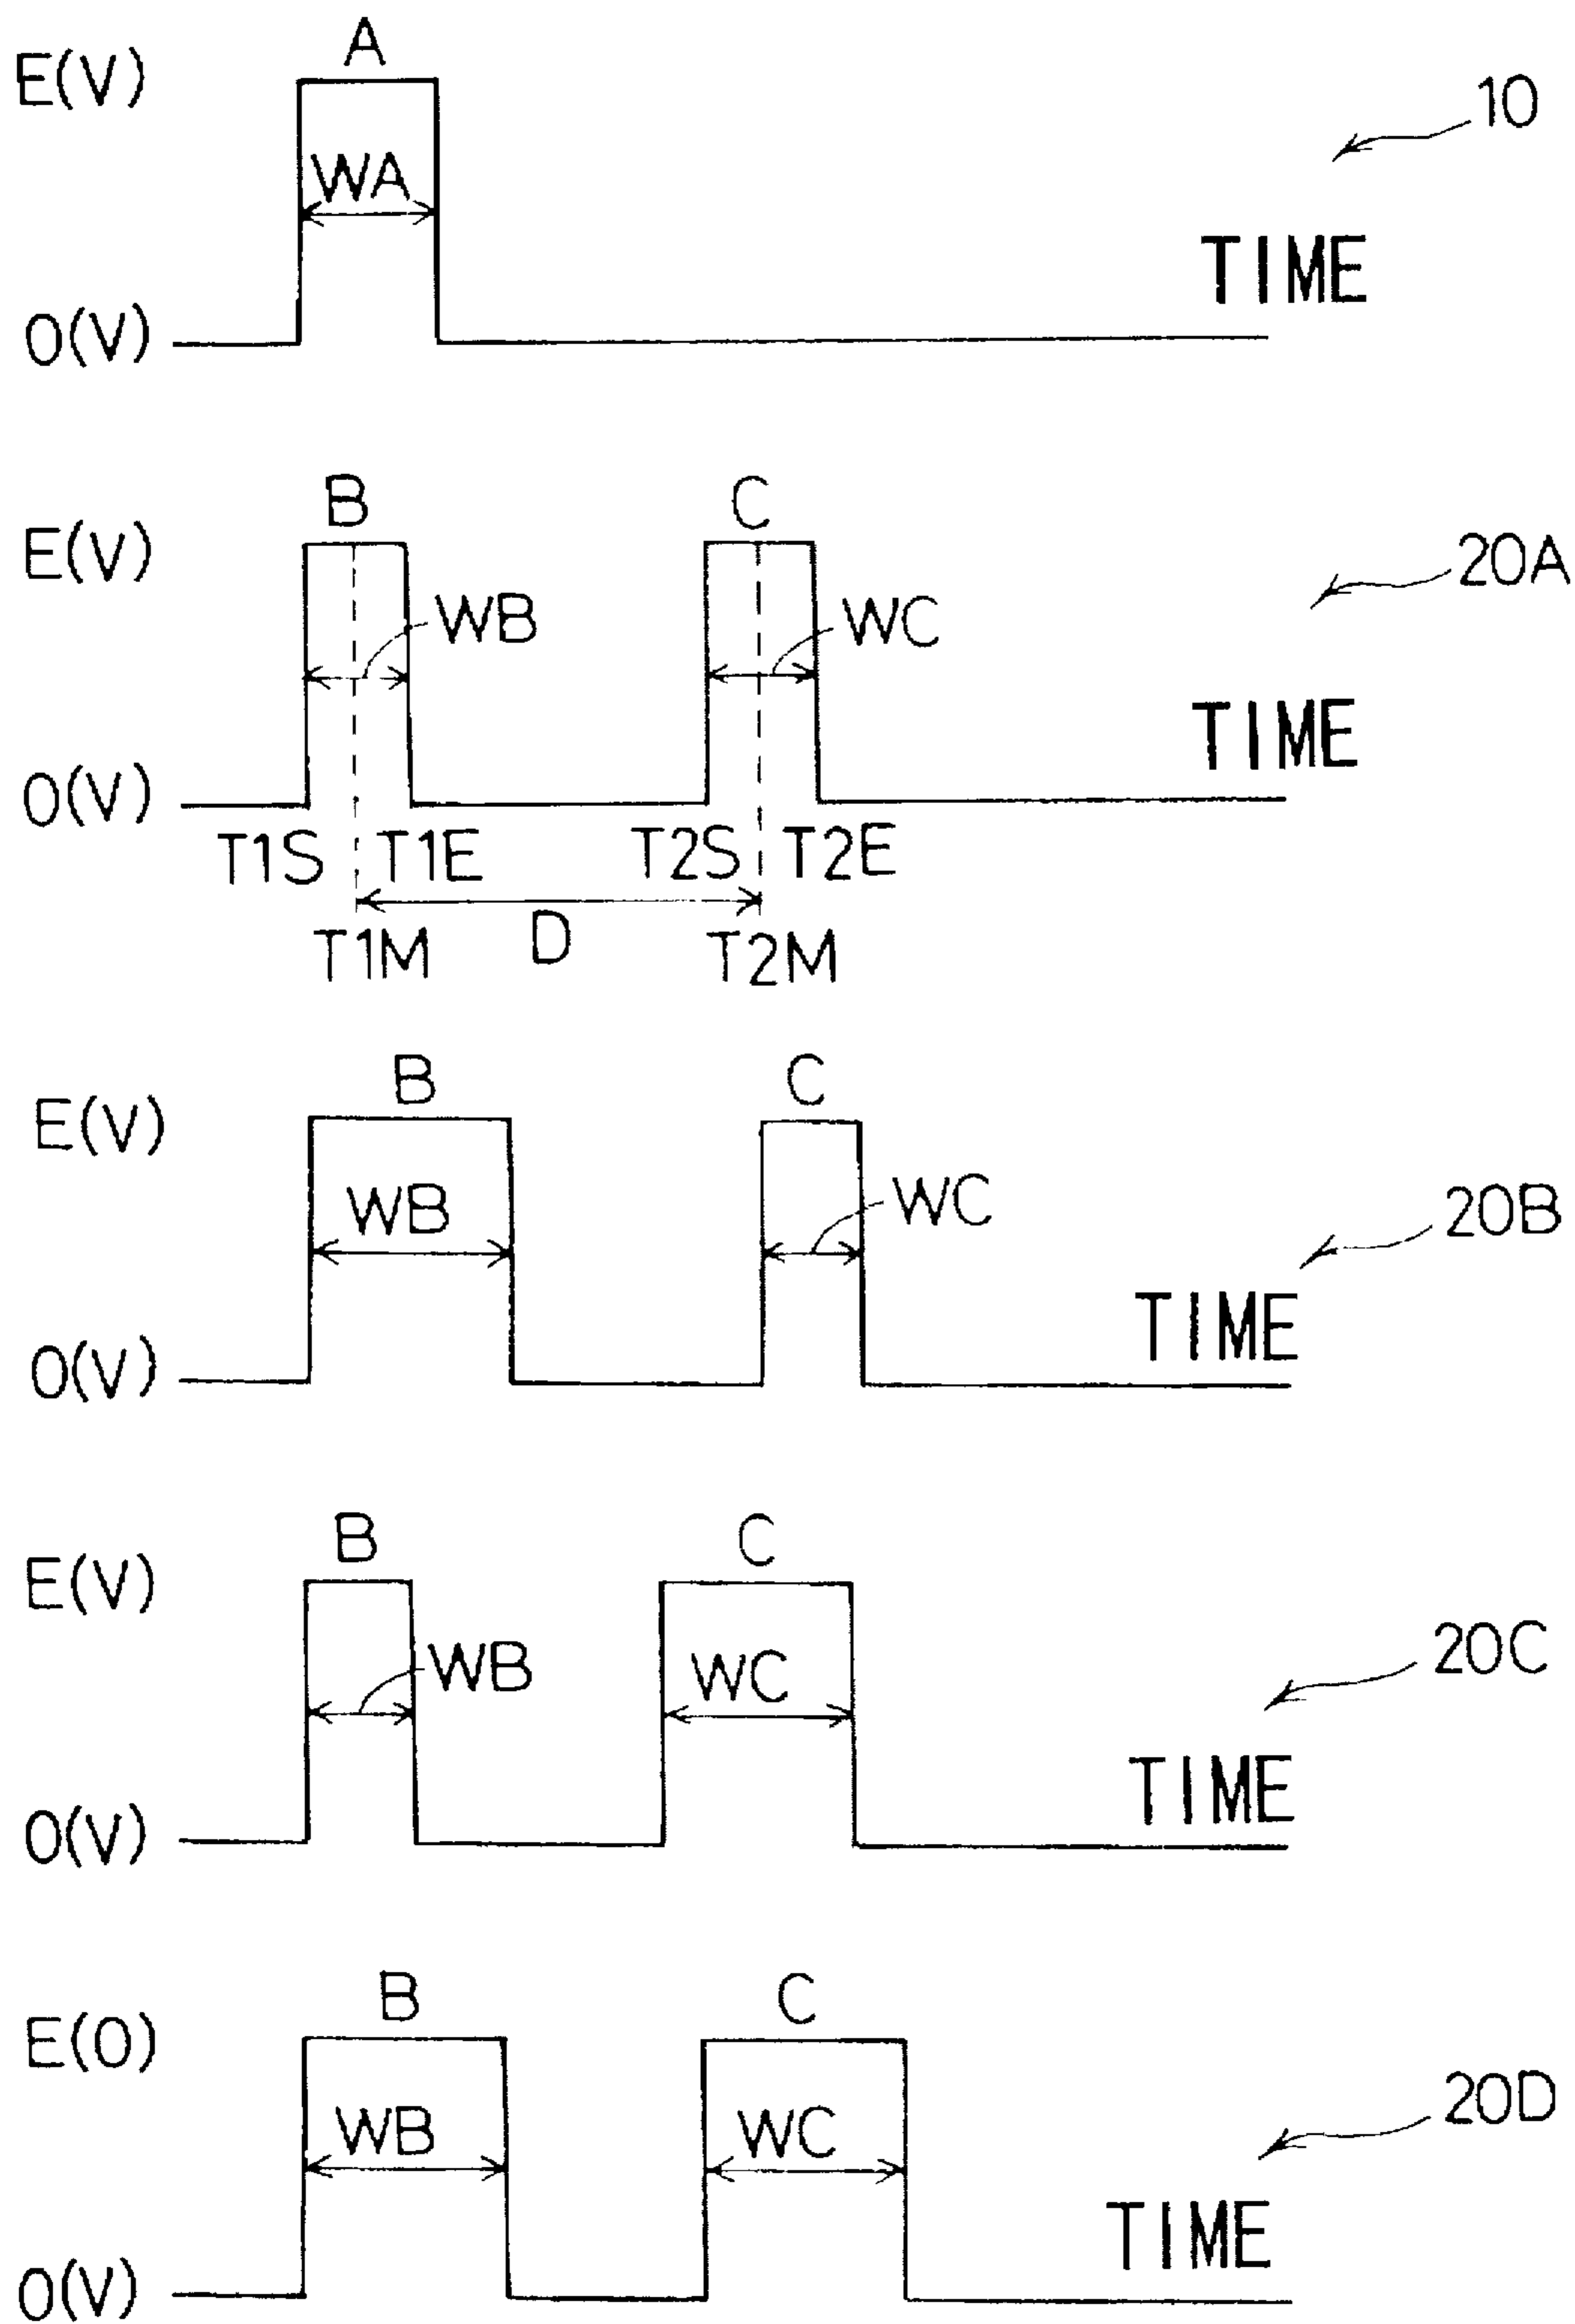 A
E(V)
10
WA
TIME
0(V)
B C
E(V)
20A
WB WC
TIME
0(V)
T1S T1E T2S T2E
D
T1M T2M
B C
E(V)
WB WC
20B
TIME
0(V)
B C
E(V)
20C
WB WC
TIME
0(V)
B C
E(0)
20D
WB WC
TIME
0(V)